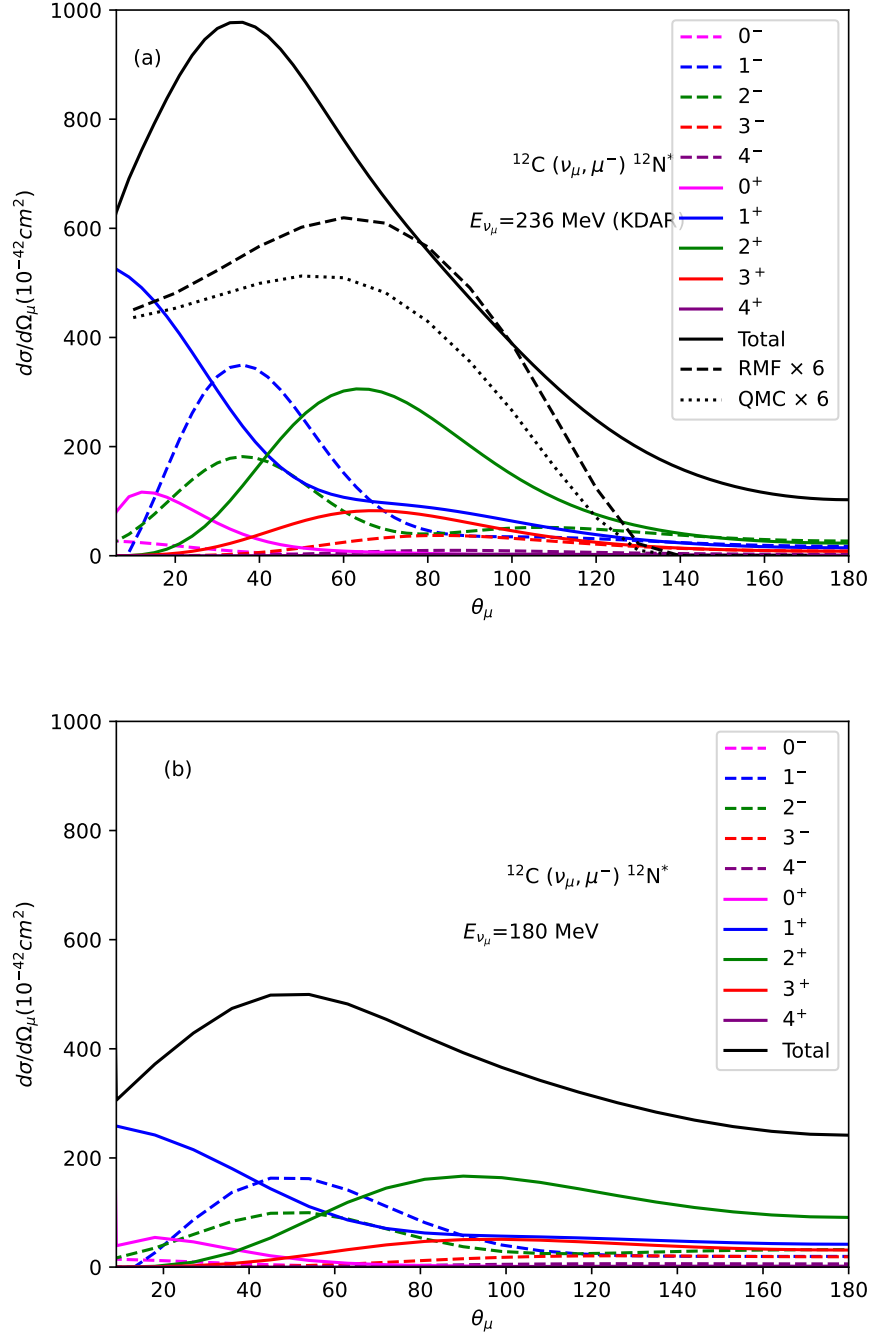 1000
800
600
400
200
0
dσ/dΩ_μ(10⁻⁴²cm²)
(a)
¹²C (ν_μ, μ⁻) ¹²N*
E_{ν_μ}=236 MeV (KDAR)
0⁻
1⁻
2⁻
3⁻
4⁻
0⁺
1⁺
2⁺
3⁺
4⁺
Total
RMF × 6
QMC × 6
20 40 60 80 100 120 140 160 180
θ_μ
1000
800
600
400
200
0
dσ/dΩ_μ(10⁻⁴²cm²)
(b)
¹²C (ν_μ, μ⁻) ¹²N*
E_{ν_μ}=180 MeV
0⁻
1⁻
2⁻
3⁻
4⁻
0⁺
1⁺
2⁺
3⁺
4⁺
Total
20 40 60 80 100 120 140 160 180
θ_μ